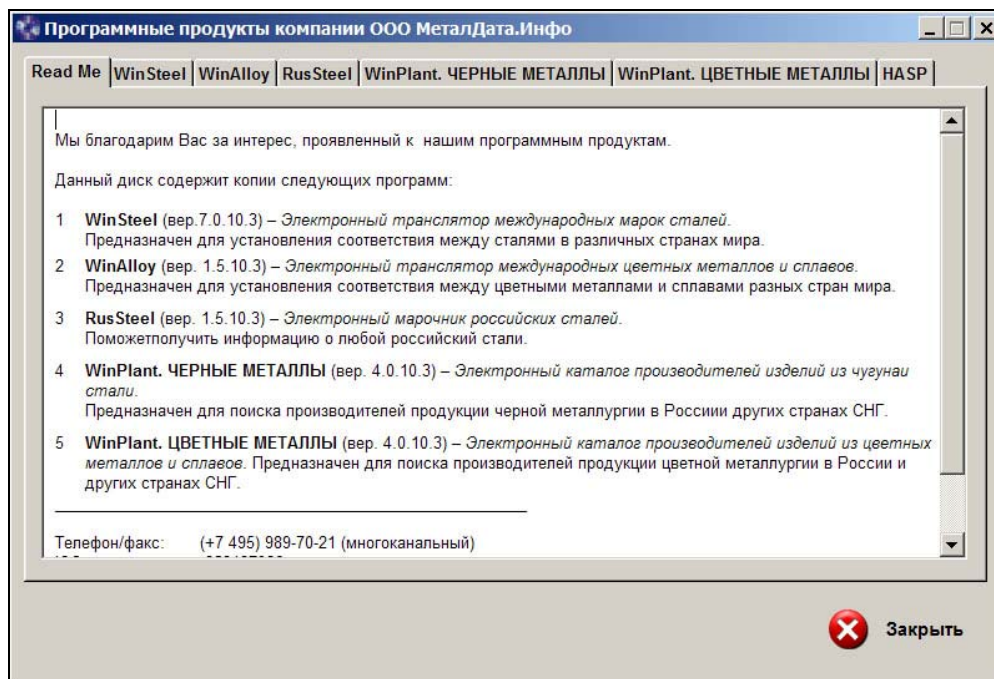 Программные продукты компании ООО МеталДата.Инфо
Read Me WinSteel WinAlloy RusSteel WinPlant. ЧЕРНЫЕ МЕТАЛЛЫ WinPlant. ЦВЕТНЫЕ МЕТАЛЛЫ HASP
Мы благодарим Вас за интерес, проявленный к нашим программным продуктам.
Данный диск содержит копии следующих программ:
1 WinSteel (вер.7.0.10.3) – Электронный транслятор международных марок сталей.
Предназначен для установления соответствия между сталями в различных странах мира.
2 WinAlloy (вер. 1.5.10.3) – Электронный транслятор международных цветных металлов и сплавов.
Предназначен для установления соответствия между цветными металлами и сплавами разных стран мира.
3 RusSteel (вер. 1.5.10.3) – Электронный марочник российских сталей.
Поможетполучить информацию о любой российский стали.
4 WinPlant. ЧЕРНЫЕ МЕТАЛЛЫ (вер. 4.0.10.3) – Электронный каталог производителей изделий из чугунаи
стали.
Предназначен для поиска производителей продукции черной металлургии в Россиии других странах СНГ.
5 WinPlant. ЦВЕТНЫЕ МЕТАЛЛЫ (вер. 4.0.10.3) – Электронный каталог производителей изделий из цветных
металлов и сплавов. Предназначен для поиска производителей продукции цветной металлургии в России и
других странах СНГ.
Телефон/факс: (+7 495) 989-70-21 (многоканальный)
Закрыть